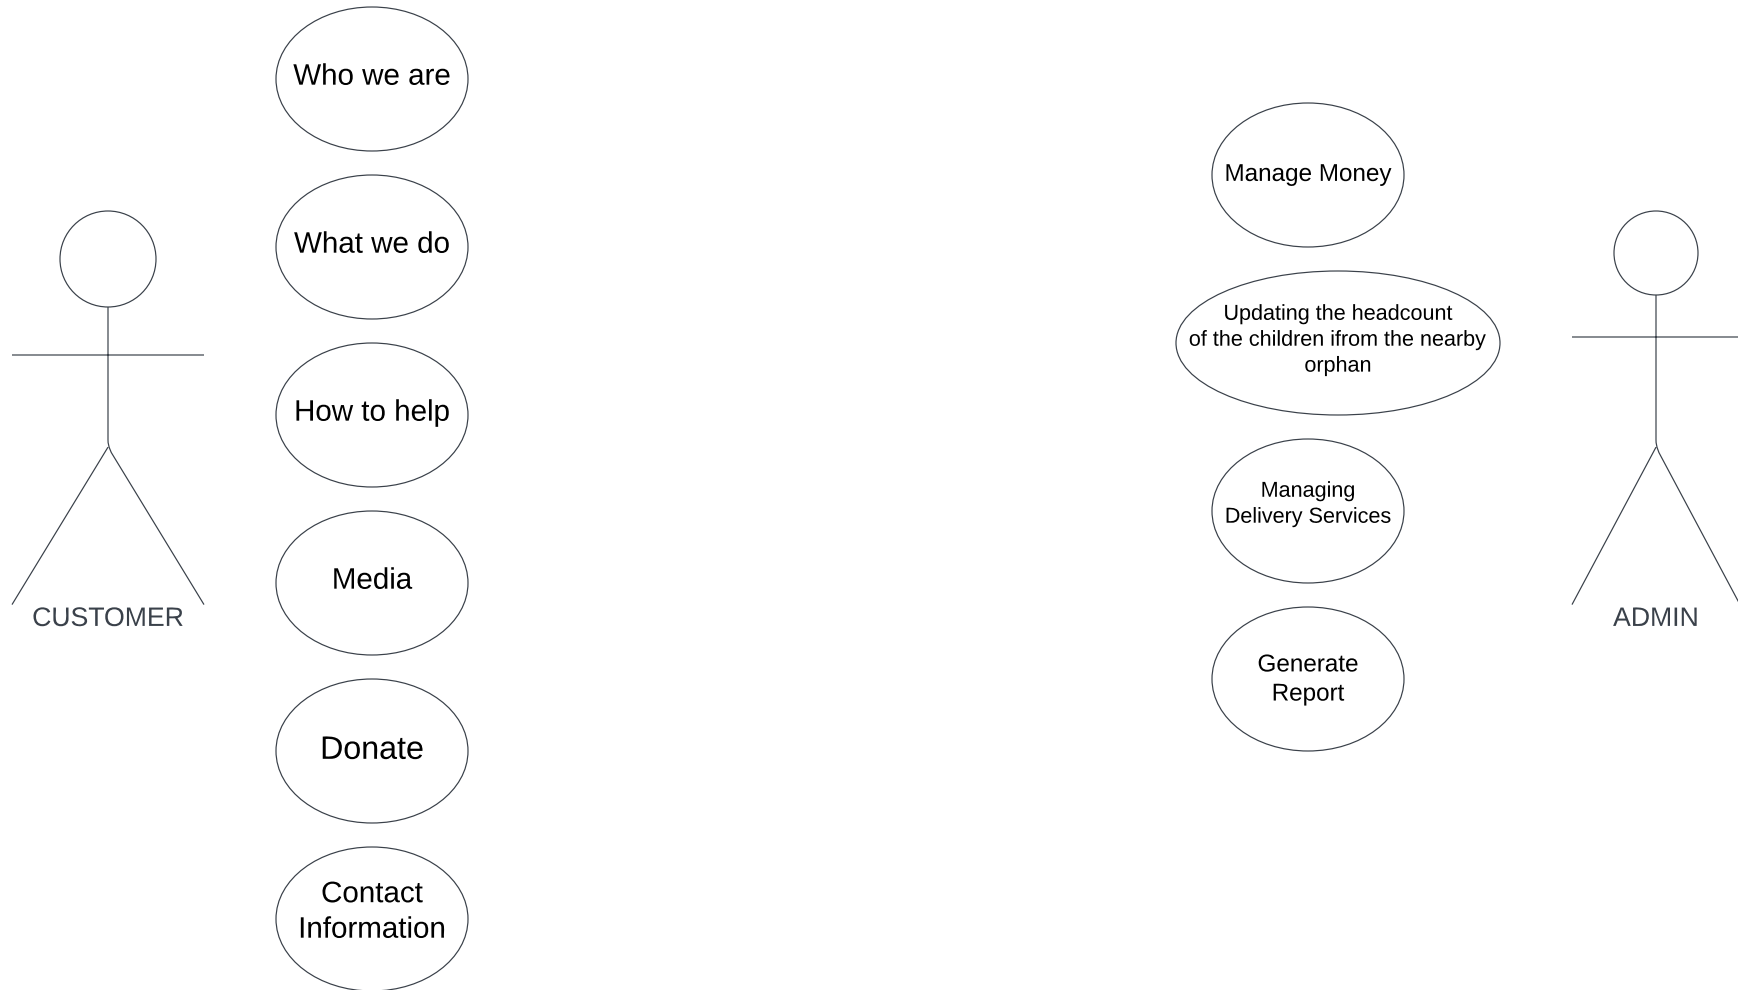 Who we are
What we do
How to help
Media
Donate
Contact
Information
CUSTOMER
Manage Money
Updating the headcount
of the children ifrom the nearby
orphan
Managing
Delivery Services
Generate
Report
ADMIN